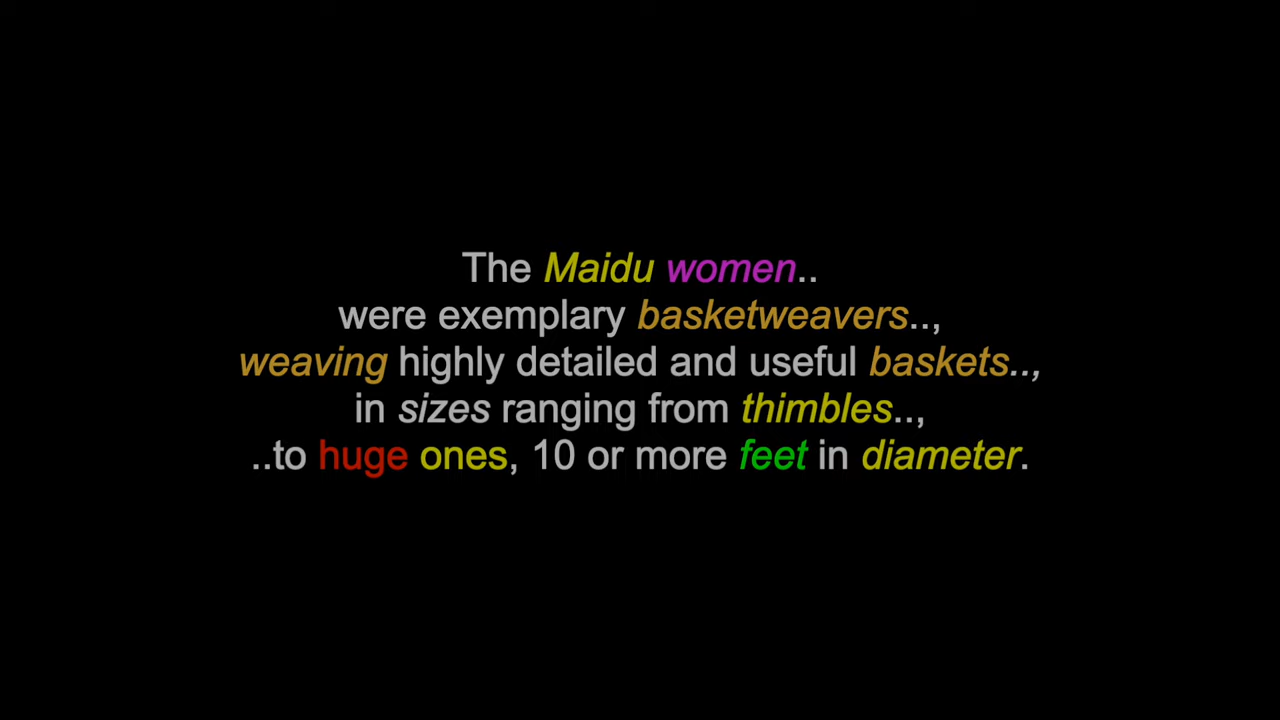 The Maidu women..
were exemplary basketweavers..,
weaving highly detailed and useful baskets..,
in sizes ranging from thimbles..,
..to huge ones, 10 or more feet in diameter.